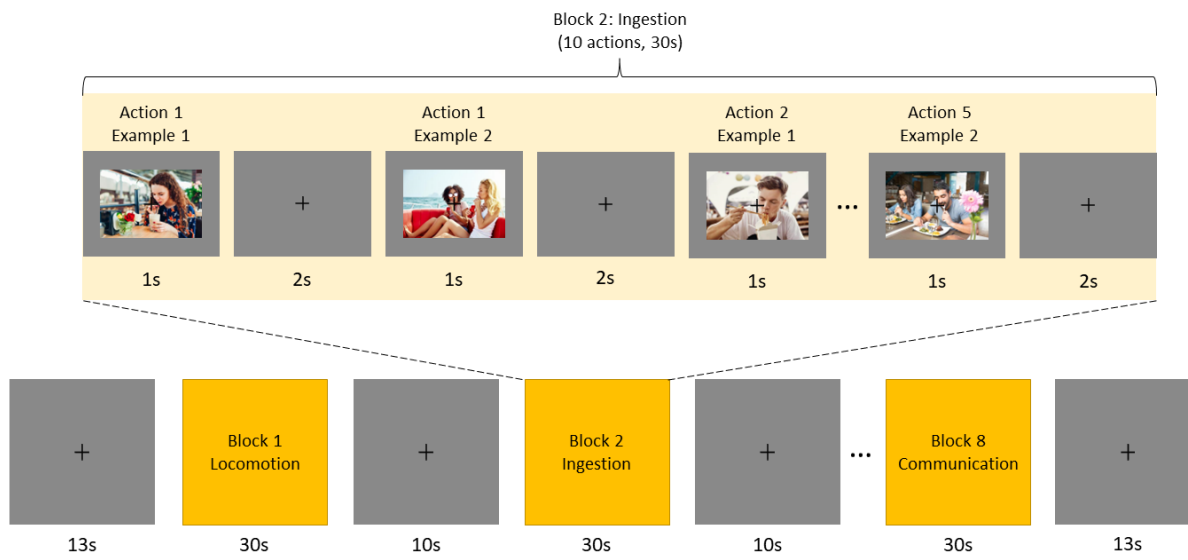 Block 2: Ingestion
(10 actions, 30s)
Action 1
Example 1
Action 1
Example 2
Action 2
Example 1
Action 5
Example 2
...
1s
2s
1s
2s
1s
1s
2s
Block 1
Locomotion
Block 2
Ingestion
...
Block 8
Communication
13s
30s
10s
30s
10s
30s
13s